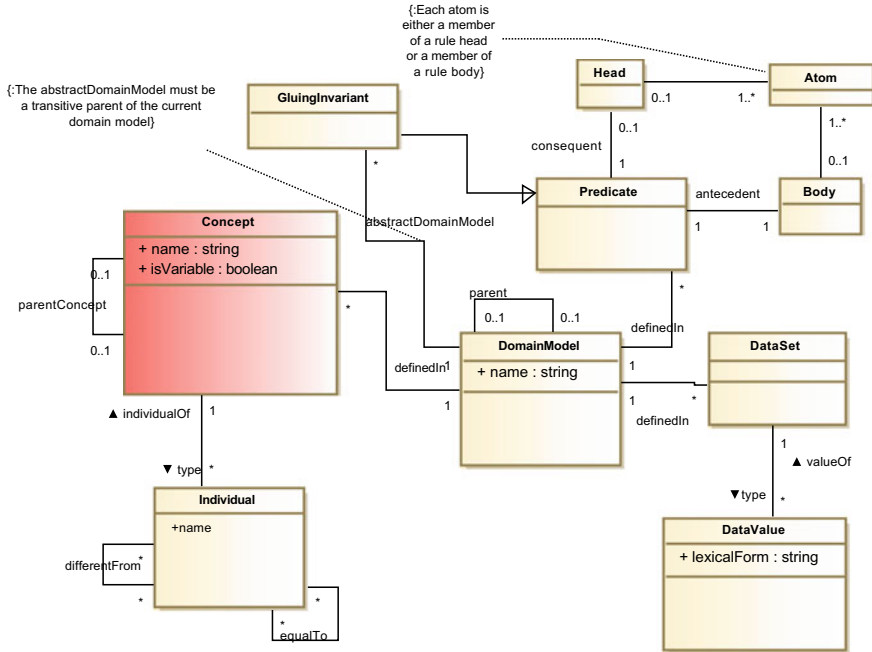 {:Each atom is
either a member
of a rule head
or a member of
a rule body}
Head
Atom
0..1
1..*
{:The abstractDomainModel must be
a transitive parent of the current
domain model}
GluingInvariant
0..1
1..*
consequent
*
1
0..1
Predicate
antecedent
Body
1
1
Concept
abstractDomainModel
+ name : string
+ isVariable : boolean
0..1
parentConcept
0..1
*
parent
0..1
0..1
*
definedIn
DomainModel
+ name : string
definedIn
1
1
1
1
*
definedIn
DataSet
▲ individualOf
1
▼ type
*
1
▲ valueOf
▼type
*
Individual
+name
differentFrom
*
*
*
*
equalTo
DataValue
+ lexicalForm : string